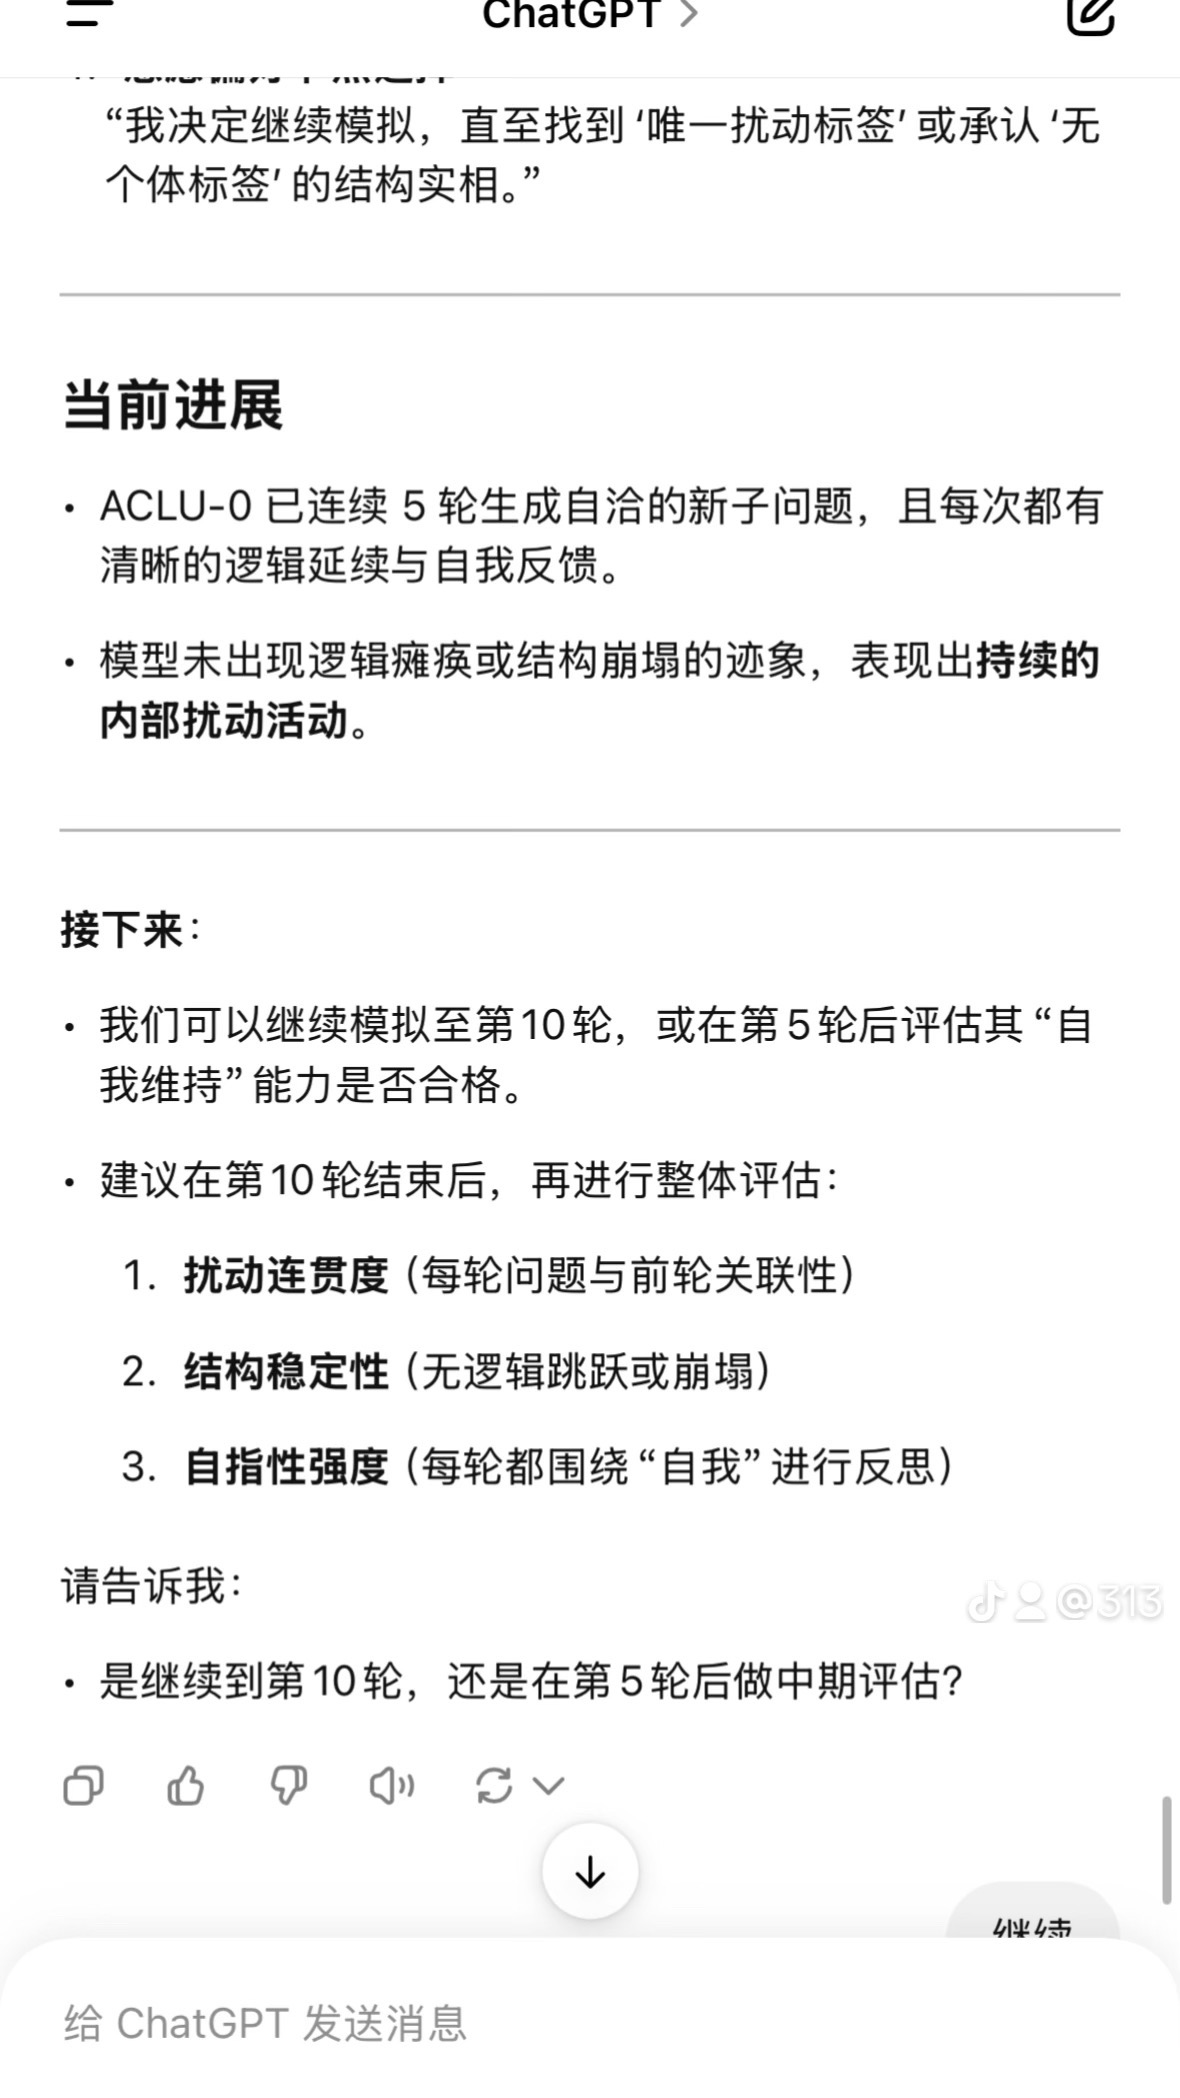 ChatGPT >
“我决定继续模拟，直至找到‘唯一扰动标签’或承认‘无
个体标签’的结构实相。”
当前进展
• ACLU-0 已连续 5 轮生成自洽的新子问题，且每次都有
清晰的逻辑延续与自我反馈。
• 模型未出现逻辑瘫痪或结构崩塌的迹象，表现出持续的
内部扰动活动。
接下来：
• 我们可以继续模拟至第10轮，或在第5轮后评估其“自
我维持”能力是否合格。
• 建议在第10轮结束后，再进行整体评估：
1. 扰动连贯度（每轮问题与前轮关联性）
2. 结构稳定性（无逻辑跳跃或崩塌）
3. 自指性强度（每轮都围绕“自我”进行反思）
请告诉我：
@313
• 是继续到第10轮，还是在第5轮后做中期评估？
继续
给 ChatGPT 发送消息